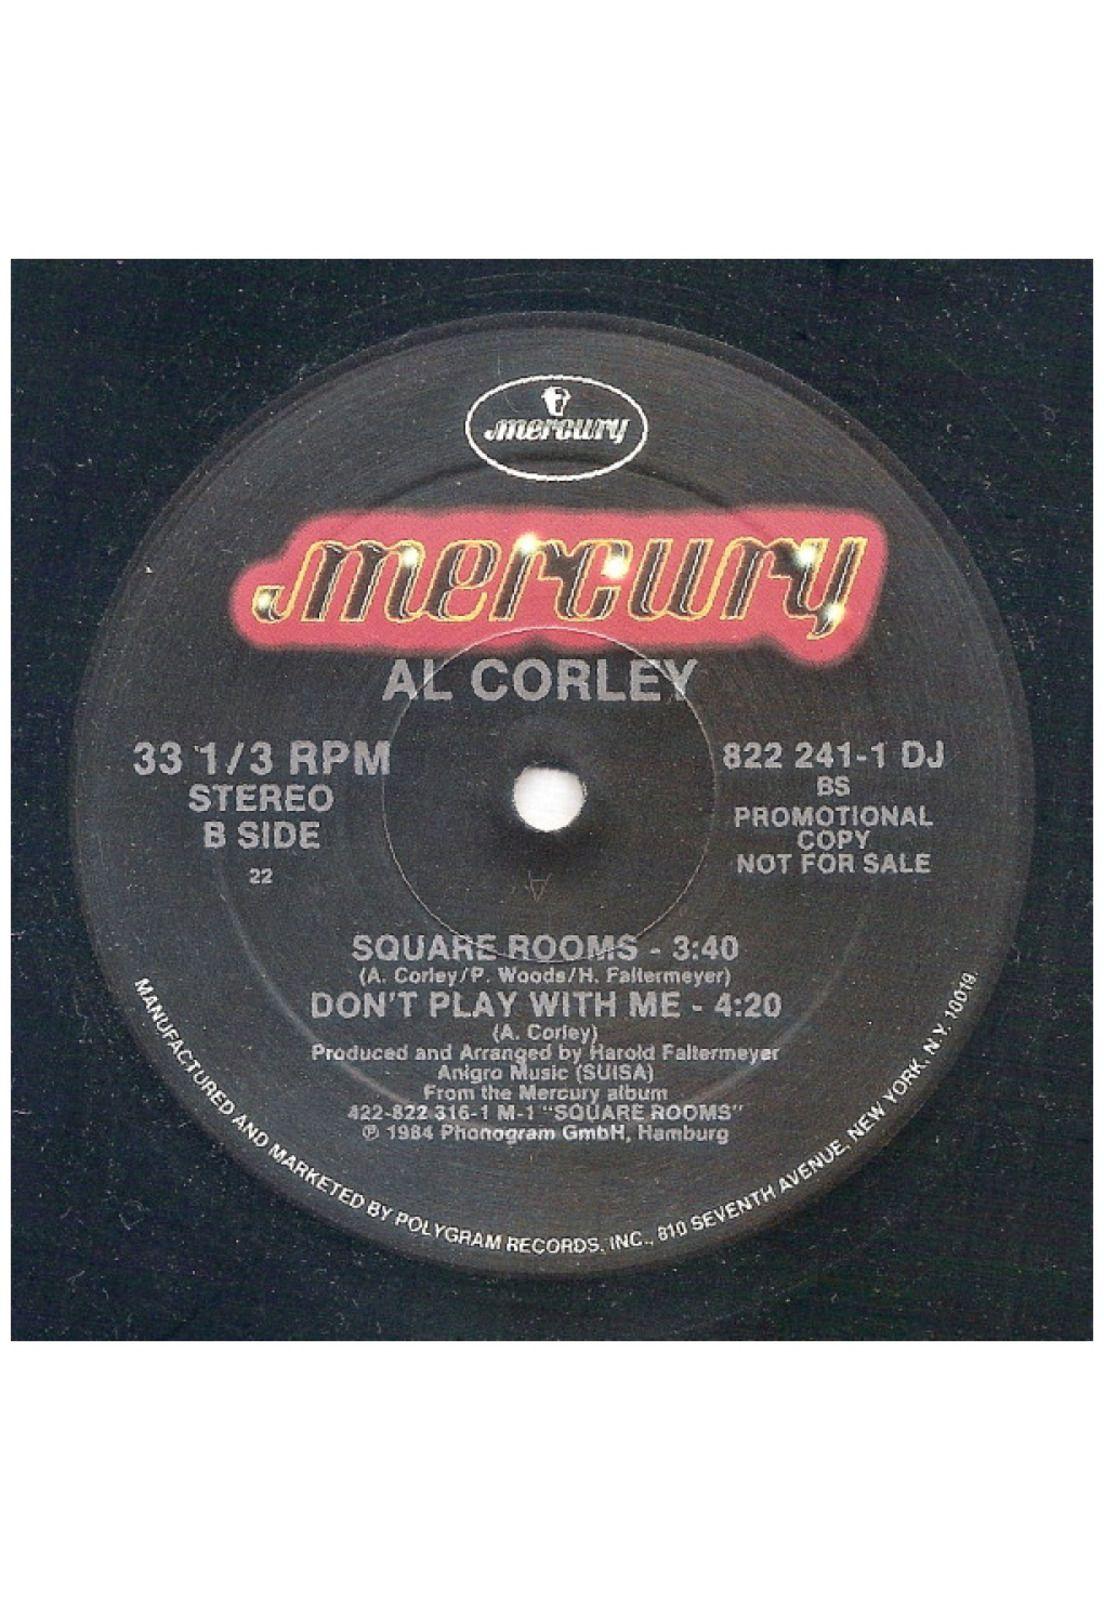 mercury
mercury
AL CORLEY
33 1/3 RPM
STEREO
B SIDE
22
822 241-1 DJ
BS
PROMOTIONAL
COPY
NOT FOR SALE
SQUARE ROOMS - 3:40
(A. Corley/P. Woods/H. Faltermeyer)
DON'T PLAY WITH ME - 4:20
(A. Corley)
Produced and Arranged by Harold Faltermeyer
Anigro Music (SUISA)
From the Mercury album
422-822 316-1 M-1 "SQUARE ROOMS"
℗ 1984 Phonogram GmbH, Hamburg
MANUFACTURED AND MARKETED BY POLYGRAM RECORDS, INC., 810 SEVENTH AVENUE, NEW YORK, N.Y. 10019.